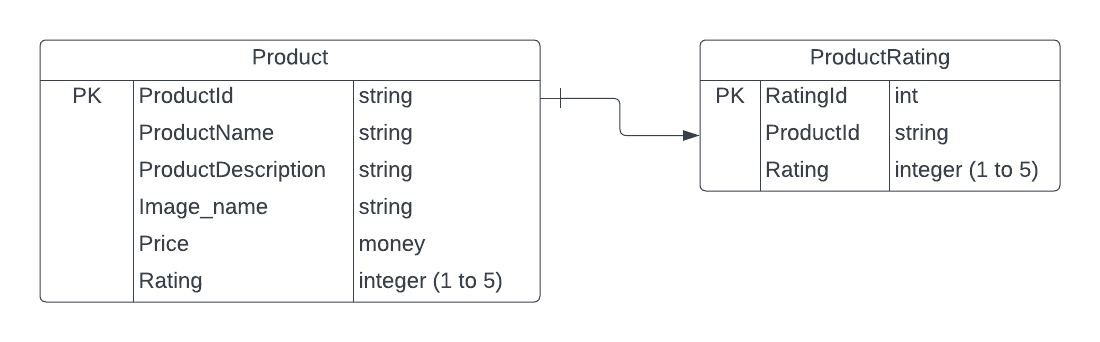 Product
PK ProductId string
ProductName string
ProductDescription string
Image_name string
Price money
Rating integer (1 to 5)
ProductRating
PK RatingId int
ProductId string
Rating integer (1 to 5)